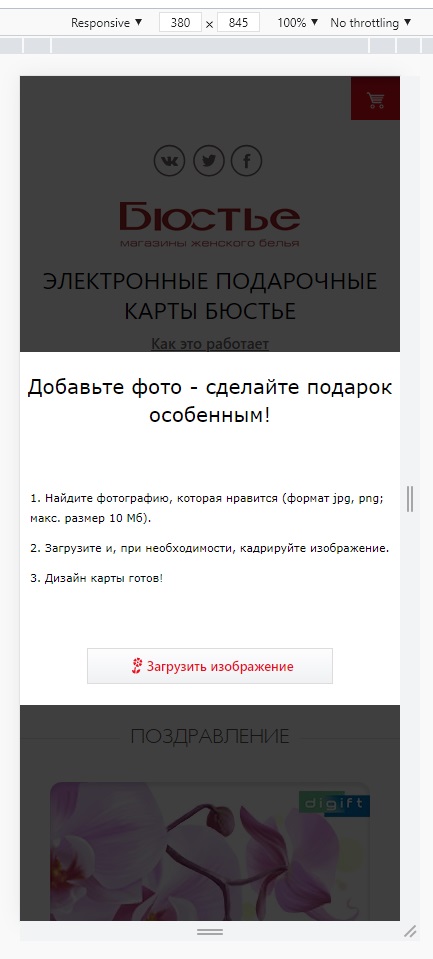 Responsive ▼ 380 × 845 100% ▼ No throttling ▼
Бюстье
магазины женского белья
ЭЛЕКТРОННЫЕ ПОДАРОЧНЫЕ
КАРТЫ БЮСТЬЕ
Как это работает
Добавьте фото - сделайте подарок
особенным!
1. Найдите фотографию, которая нравится (формат jpg, png;
макс. размер 10 Мб).
2. Загрузите и, при необходимости, кадрируйте изображение.
3. Дизайн карты готов!
Загрузить изображение
ПОЗДРАВЛЕНИЕ
digift